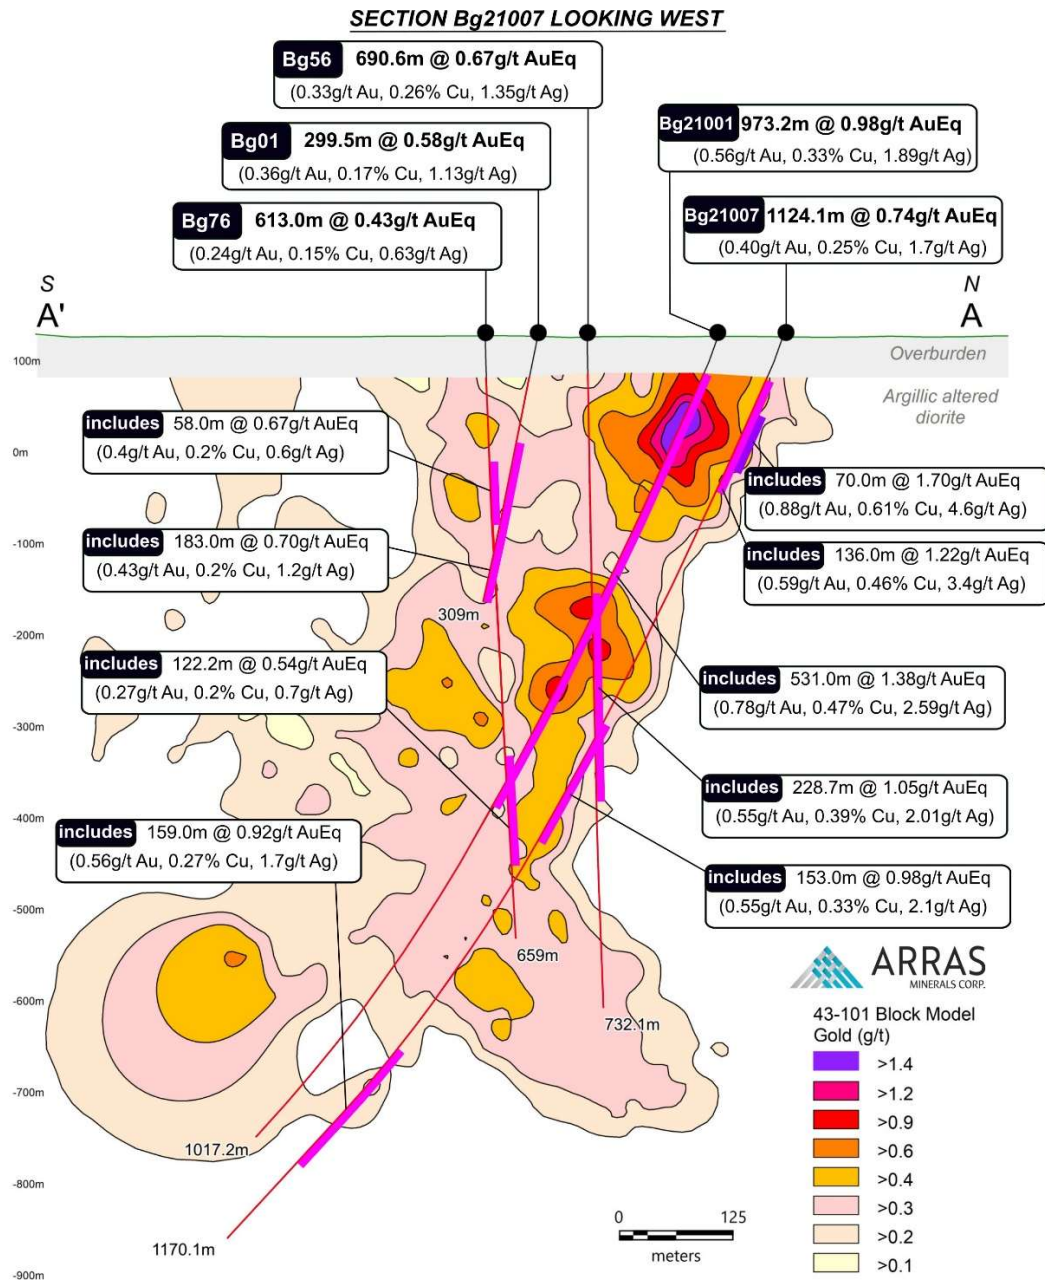 SECTION Bg21007 LOOKING WEST
Bg56 690.6m @ 0.67g/t AuEq
(0.33g/t Au, 0.26% Cu, 1.35g/t Ag)
Bg01 299.5m @ 0.58g/t AuEq
(0.36g/t Au, 0.17% Cu, 1.13g/t Ag)
Bg76 613.0m @ 0.43g/t AuEq
(0.24g/t Au, 0.15% Cu, 0.63g/t Ag)
Bg21001 973.2m @ 0.98g/t AuEq
(0.56g/t Au, 0.33% Cu, 1.89g/t Ag)
Bg21007 1124.1m @ 0.74g/t AuEq
(0.40g/t Au, 0.25% Cu, 1.7g/t Ag)
S
A'
N
A
Overburden
Argillic altered
diorite
100m
0m
-100m
-200m
-300m
-400m
-500m
-600m
-700m
-800m
-900m
includes 58.0m @ 0.67g/t AuEq
(0.4g/t Au, 0.2% Cu, 0.6g/t Ag)
includes 183.0m @ 0.70g/t AuEq
(0.43g/t Au, 0.2% Cu, 1.2g/t Ag)
309m
includes 122.2m @ 0.54g/t AuEq
(0.27g/t Au, 0.2% Cu, 0.7g/t Ag)
includes 159.0m @ 0.92g/t AuEq
(0.56g/t Au, 0.27% Cu, 1.7g/t Ag)
includes 70.0m @ 1.70g/t AuEq
(0.88g/t Au, 0.61% Cu, 4.6g/t Ag)
includes 136.0m @ 1.22g/t AuEq
(0.59g/t Au, 0.46% Cu, 3.4g/t Ag)
includes 531.0m @ 1.38g/t AuEq
(0.78g/t Au, 0.47% Cu, 2.59g/t Ag)
includes 228.7m @ 1.05g/t AuEq
(0.55g/t Au, 0.39% Cu, 2.01g/t Ag)
includes 153.0m @ 0.98g/t AuEq
(0.55g/t Au, 0.33% Cu, 2.1g/t Ag)
659m
732.1m
1017.2m
1170.1m
ARRAS
MINERALS CORP.
43-101 Block Model
Gold (g/t)
>1.4
>1.2
>0.9
>0.6
>0.4
>0.3
>0.2
>0.1
0 125
meters